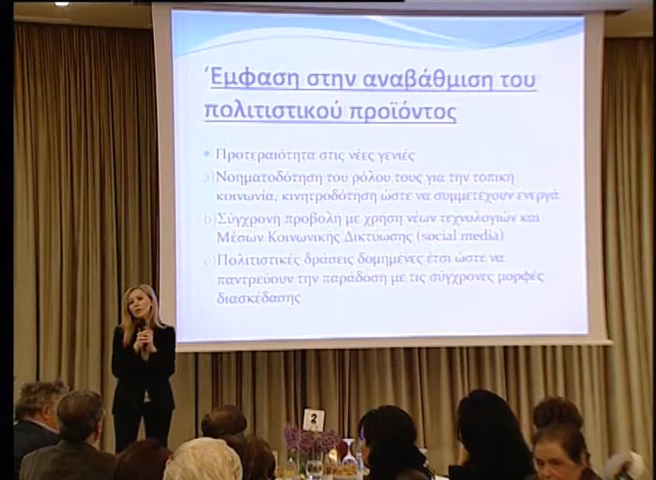 Έμφαση στην αναβάθμιση του
πολιτιστικού προϊόντος
• Προτεραιότητα στις νέες γενιές
a) Νοηματοδότηση του ρόλου τους για την τοπική
κοινωνία, κινητροδότηση ώστε να συμμετέχουν ενεργά
b) Σύγχρονη προβολή με χρηση νέων τεχνολογιών και
Μέσων Κοινωνικής Δικτύωσης (social media)
c) Πολιτιστικές δράσεις δομημένες έτσι ώστε να
παντρεύουν την παράδοση με τις σύγχρονες μορφές
διασκέδασης
2